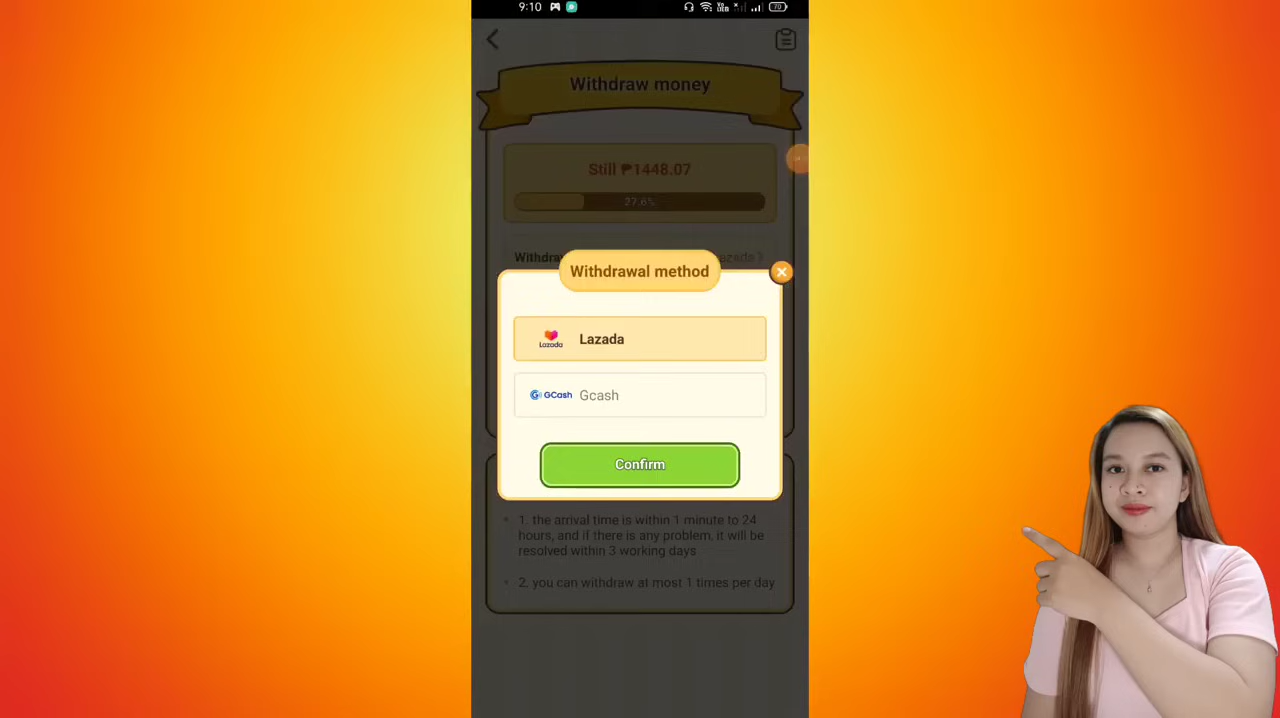 9:10
70
Withdraw money
Still ₱1448.07
27.6%
Withdrawal method
Lazada
Lazada
GCash Gcash
Confirm
1. the arrival time is within 1 minute to 24
hours, and if there is any problem, it will be
resolved within 3 working days
2. you can withdraw at most 1 times per day